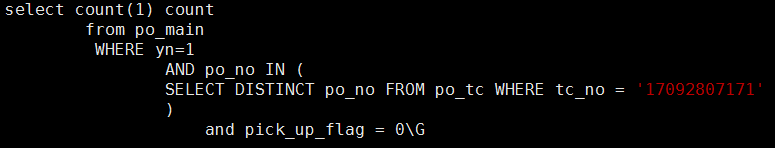 select count(1) count
from po_main
WHERE yn=1
AND po_no IN (
SELECT DISTINCT po_no FROM po_tc WHERE tc_no = '17092807171'
)
and pick_up_flag = 0\G